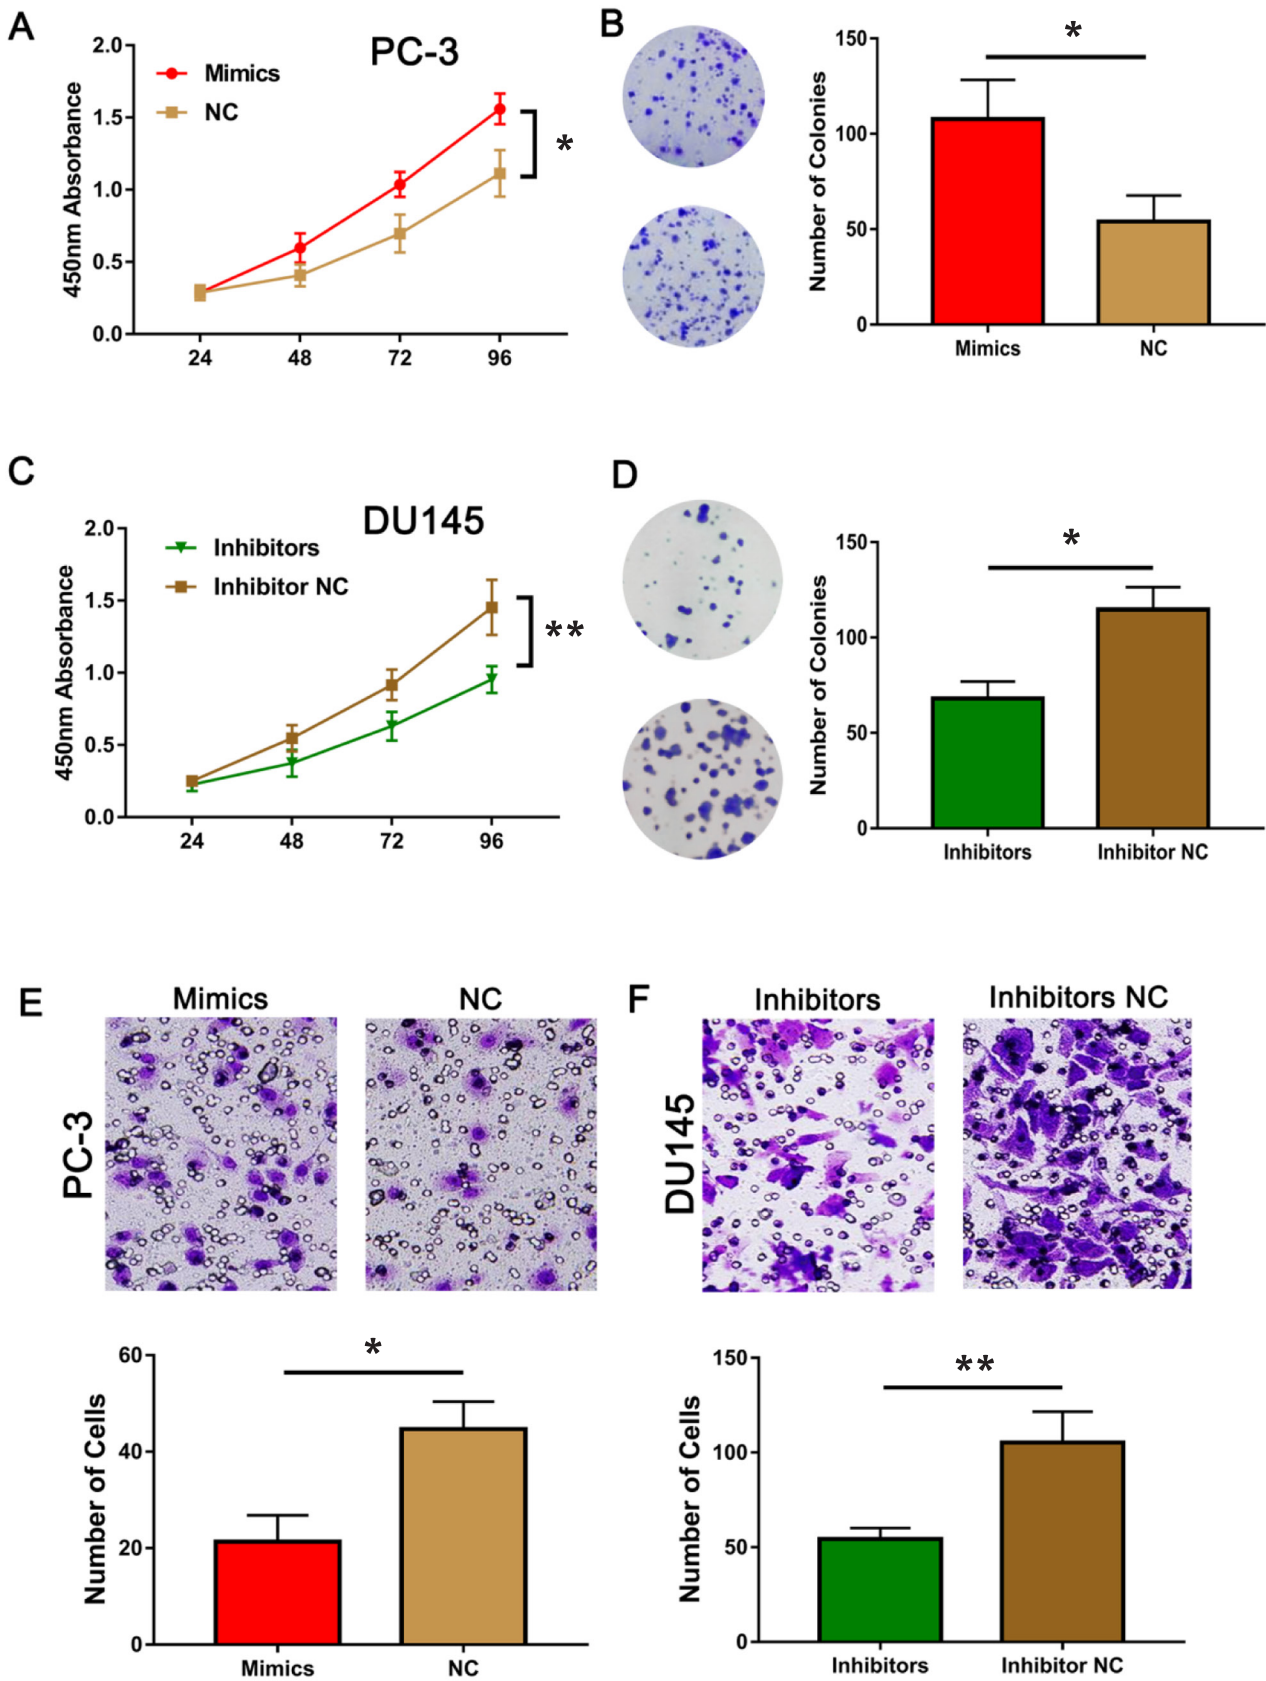 A
PC-3
2.0
1.5
1.0
0.5
0.0
450nm Absorbance
Mimics
NC
*
24 48 72 96
B
150
100
50
0
Number of Colonies
*
Mimics NC
C
DU145
2.0
1.5
1.0
0.5
0.0
450nm Absorbance
Inhibitors
Inhibitor NC
**
24 48 72 96
D
150
100
50
0
Number of Colonies
*
Inhibitors Inhibitor NC
E
Mimics NC
PC-3
60
40
20
0
Number of Cells
*
Mimics NC
F
Inhibitors Inhibitors NC
DU145
150
100
50
0
Number of Cells
**
Inhibitors Inhibitor NC